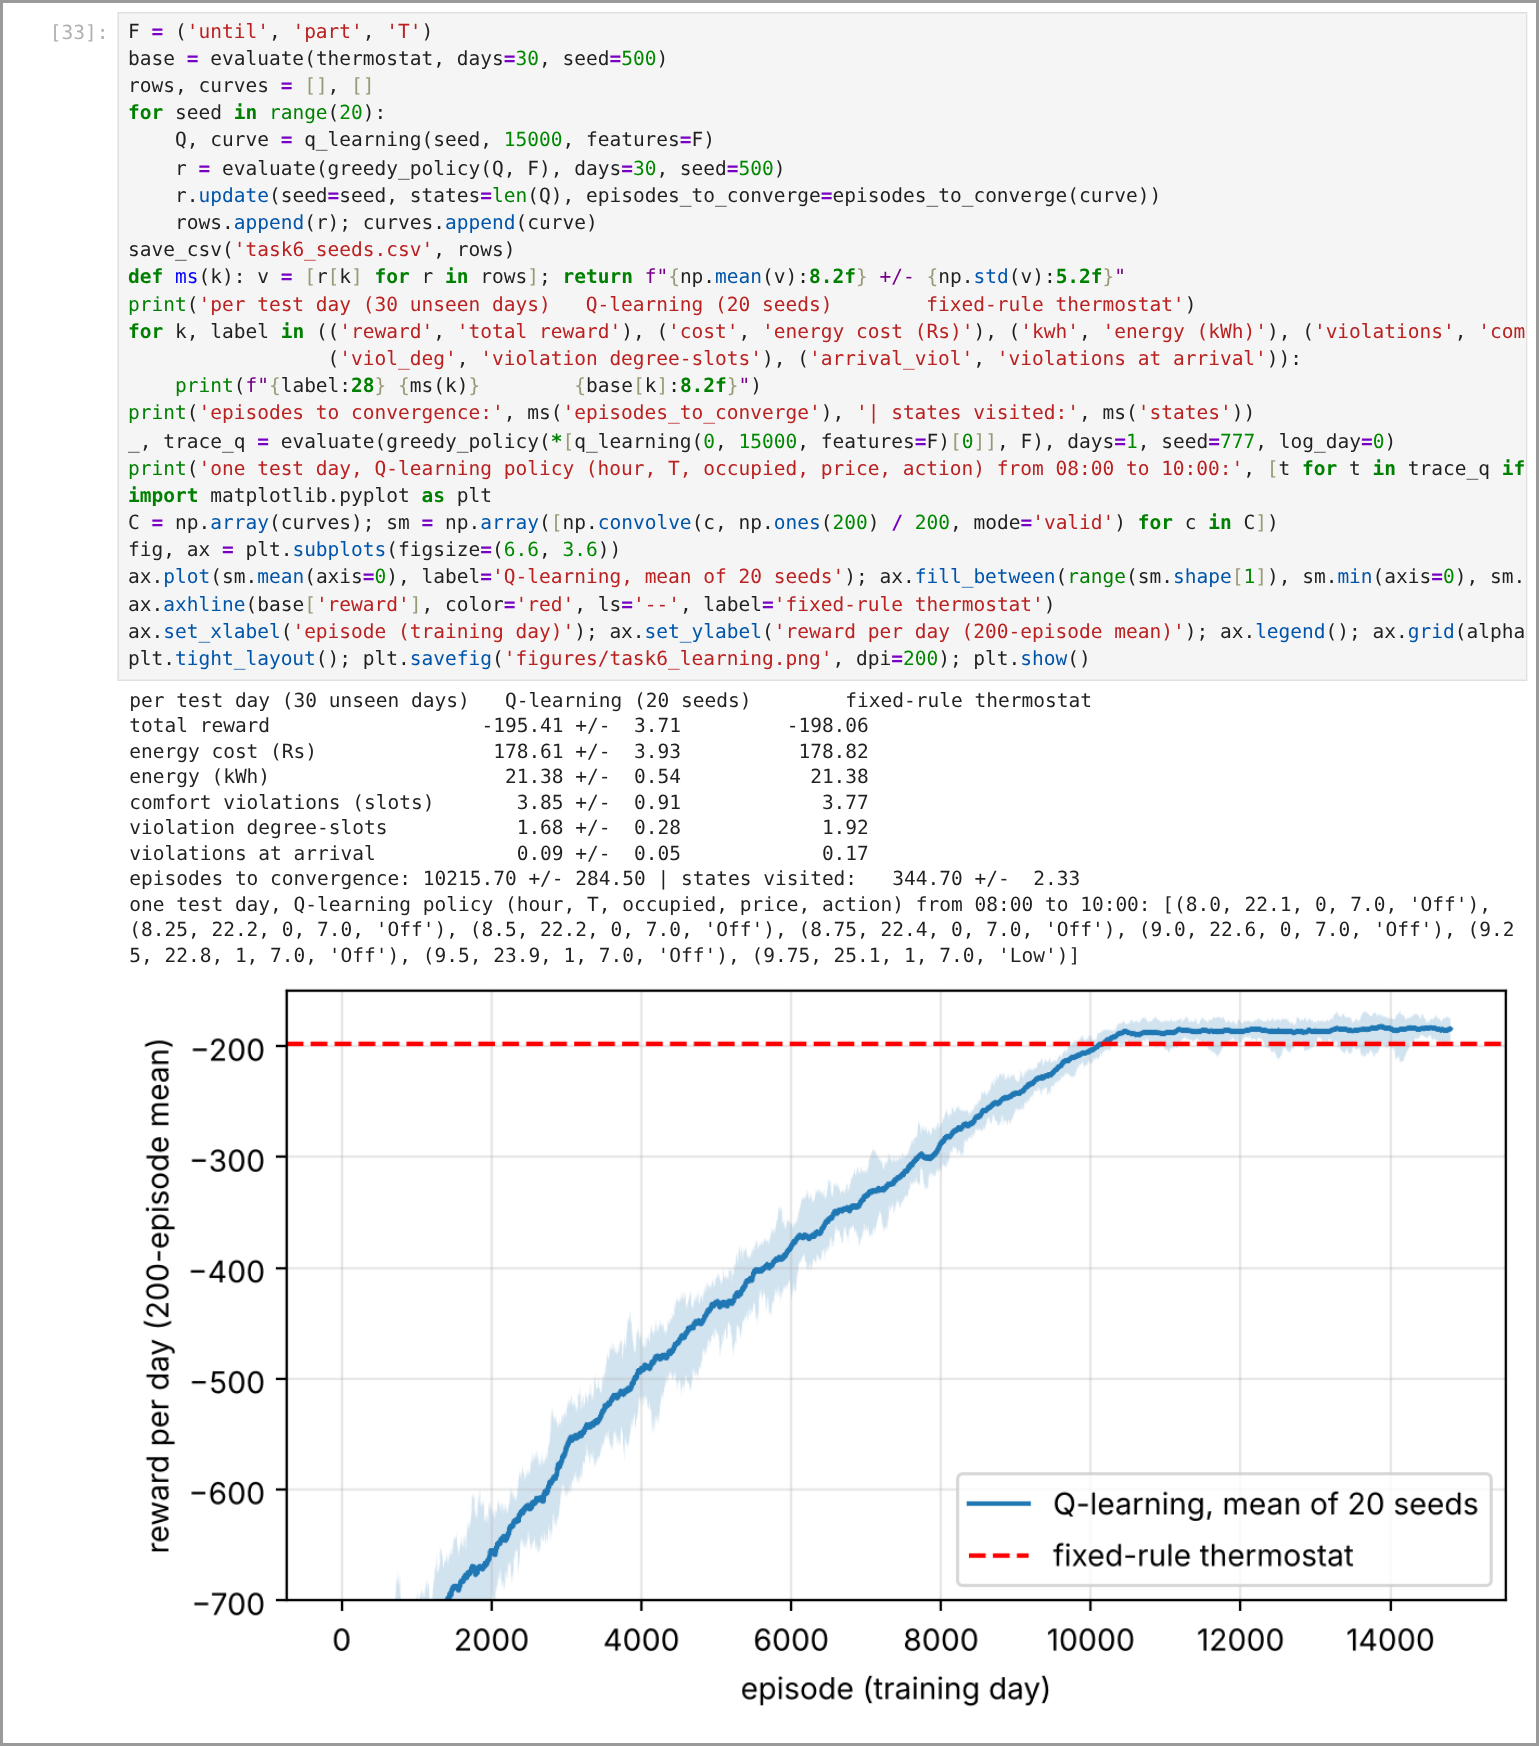 [33]:
F = ('until', 'part', 'T')
base = evaluate(thermostat, days=30, seed=500)
rows, curves = [], []
for seed in range(20):
    Q, curve = q_learning(seed, 15000, features=F)
    r = evaluate(greedy_policy(Q, F), days=30, seed=500)
    r.update(seed=seed, states=len(Q), episodes_to_converge=episodes_to_converge(curve))
    rows.append(r); curves.append(curve)
save_csv('task6_seeds.csv', rows)
def ms(k): v = [r[k] for r in rows]; return f"{np.mean(v):8.2f} +/- {np.std(v):5.2f}"
print('per test day (30 unseen days)   Q-learning (20 seeds)        fixed-rule thermostat')
for k, label in (('reward', 'total reward'), ('cost', 'energy cost (Rs)'), ('kwh', 'energy (kWh)'), ('violations', 'com
                 ('viol_deg', 'violation degree-slots'), ('arrival_viol', 'violations at arrival')):
    print(f"{label:28} {ms(k)}        {base[k]:8.2f}")
print('episodes to convergence:', ms('episodes_to_converge'), '| states visited:', ms('states'))
_, trace_q = evaluate(greedy_policy(*[q_learning(0, 15000, features=F)[0]], F), days=1, seed=777, log_day=0)
print('one test day, Q-learning policy (hour, T, occupied, price, action) from 08:00 to 10:00:', [t for t in trace_q if
import matplotlib.pyplot as plt
C = np.array(curves); sm = np.array([np.convolve(c, np.ones(200) / 200, mode='valid') for c in C])
fig, ax = plt.subplots(figsize=(6.6, 3.6))
ax.plot(sm.mean(axis=0), label='Q-learning, mean of 20 seeds'); ax.fill_between(range(sm.shape[1]), sm.min(axis=0), sm.
ax.axhline(base['reward'], color='red', ls='--', label='fixed-rule thermostat')
ax.set_xlabel('episode (training day)'); ax.set_ylabel('reward per day (200-episode mean)'); ax.legend(); ax.grid(alpha
plt.tight_layout(); plt.savefig('figures/task6_learning.png', dpi=200); plt.show()
per test day (30 unseen days)   Q-learning (20 seeds)        fixed-rule thermostat
total reward                  -195.41 +/-  3.71         -198.06
energy cost (Rs)               178.61 +/-  3.93          178.82
energy (kWh)                    21.38 +/-  0.54           21.38
comfort violations (slots)       3.85 +/-  0.91            3.77
violation degree-slots           1.68 +/-  0.28            1.92
violations at arrival            0.09 +/-  0.05            0.17
episodes to convergence: 10215.70 +/- 284.50 | states visited:   344.70 +/-  2.33
one test day, Q-learning policy (hour, T, occupied, price, action) from 08:00 to 10:00: [(8.0, 22.1, 0, 7.0, 'Off'),
(8.25, 22.2, 0, 7.0, 'Off'), (8.5, 22.2, 0, 7.0, 'Off'), (8.75, 22.4, 0, 7.0, 'Off'), (9.0, 22.6, 0, 7.0, 'Off'), (9.2
5, 22.8, 1, 7.0, 'Off'), (9.5, 23.9, 1, 7.0, 'Off'), (9.75, 25.1, 1, 7.0, 'Low')]
reward per day (200-episode mean)
−200
−300
−400
−500
−600
−700
Q-learning, mean of 20 seeds
fixed-rule thermostat
0 2000 4000 6000 8000 10000 12000 14000
episode (training day)